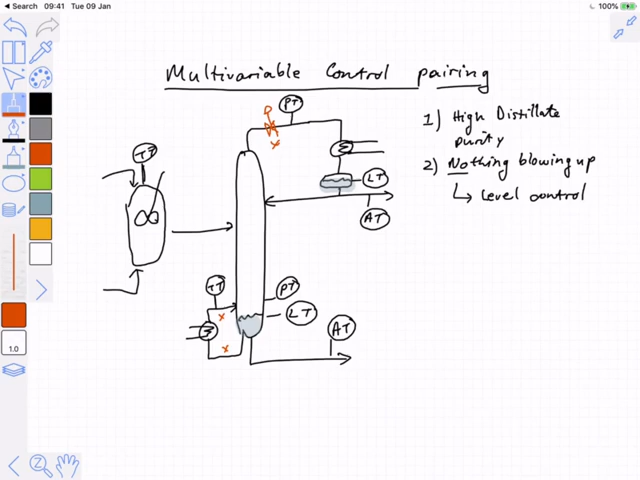 Search 09:41 Tue 09 Jan 100%
Multivariable Control pairing
1) High Distillate
purity
2) Nothing blowing up
↳ Level control
PT
TT
LT
AT
TT
PT
LT
AT
1.0